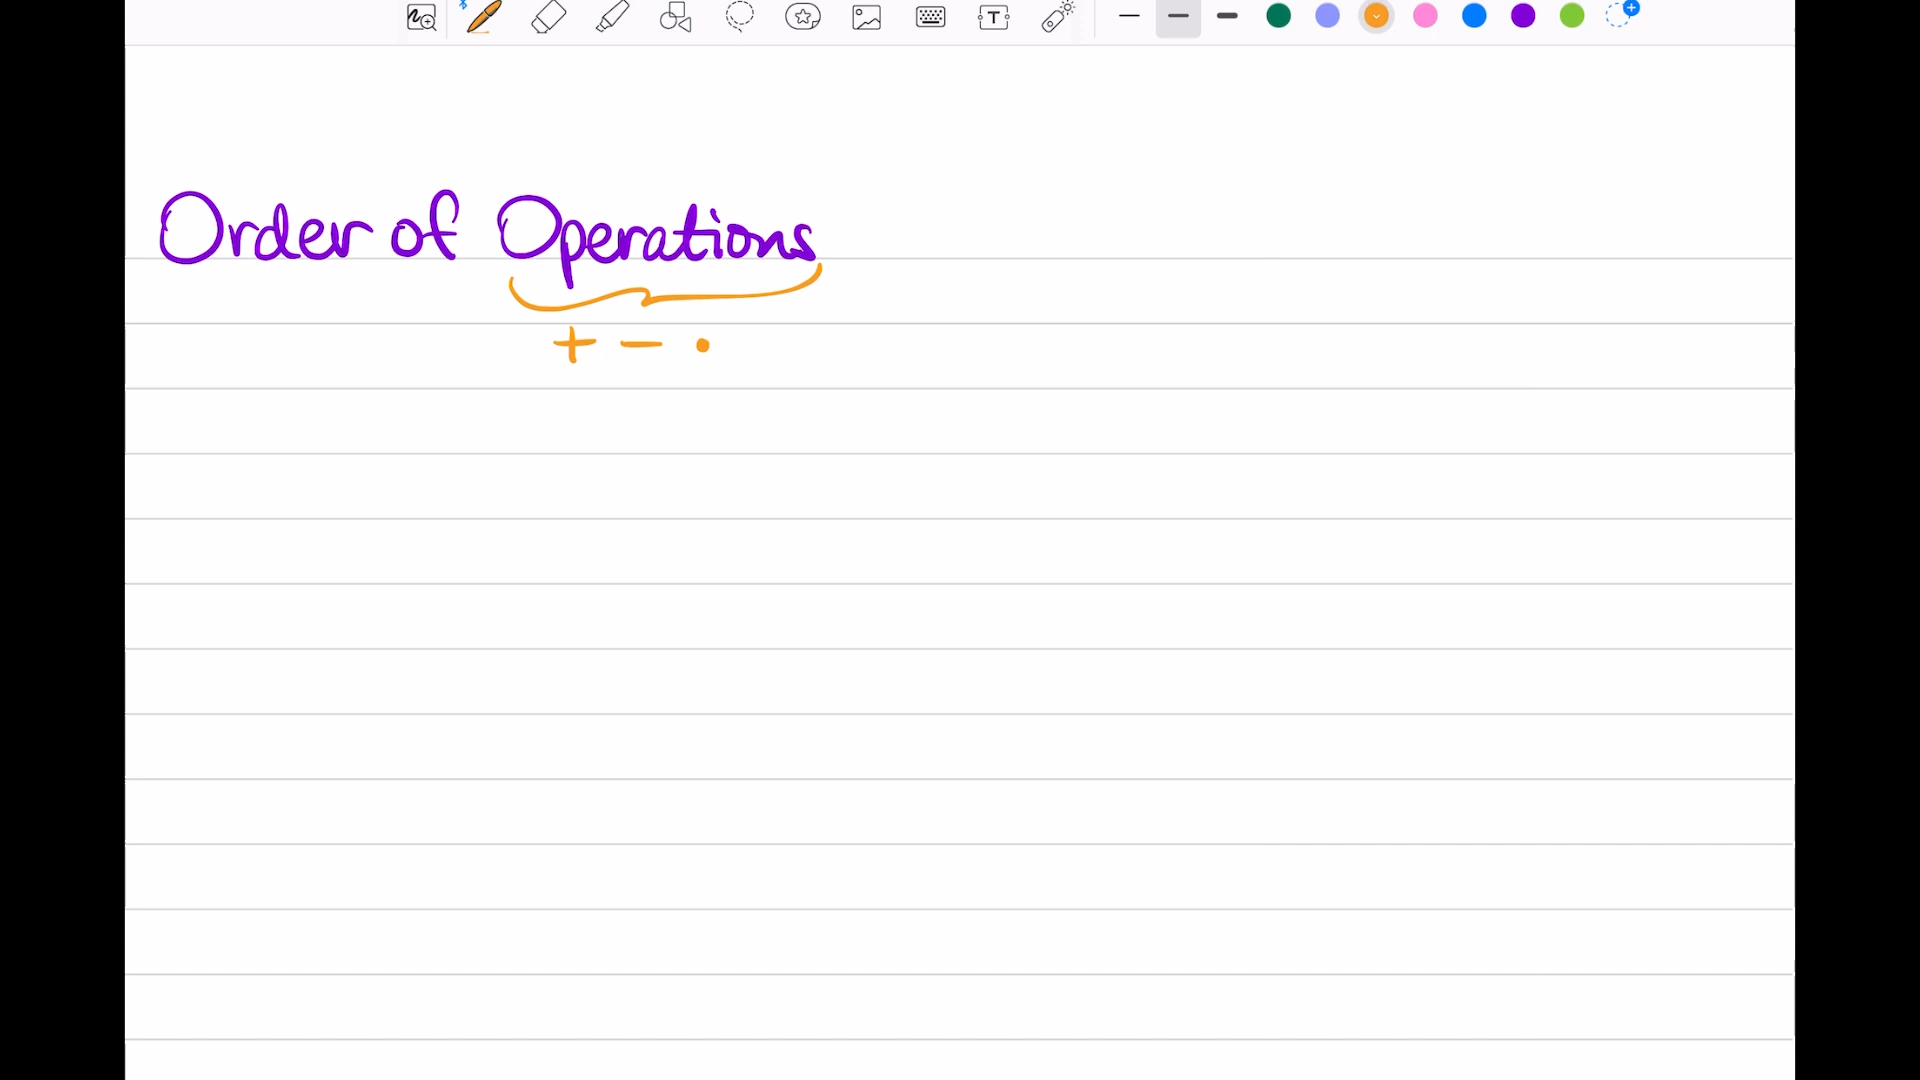 Order of Operations
+ − •